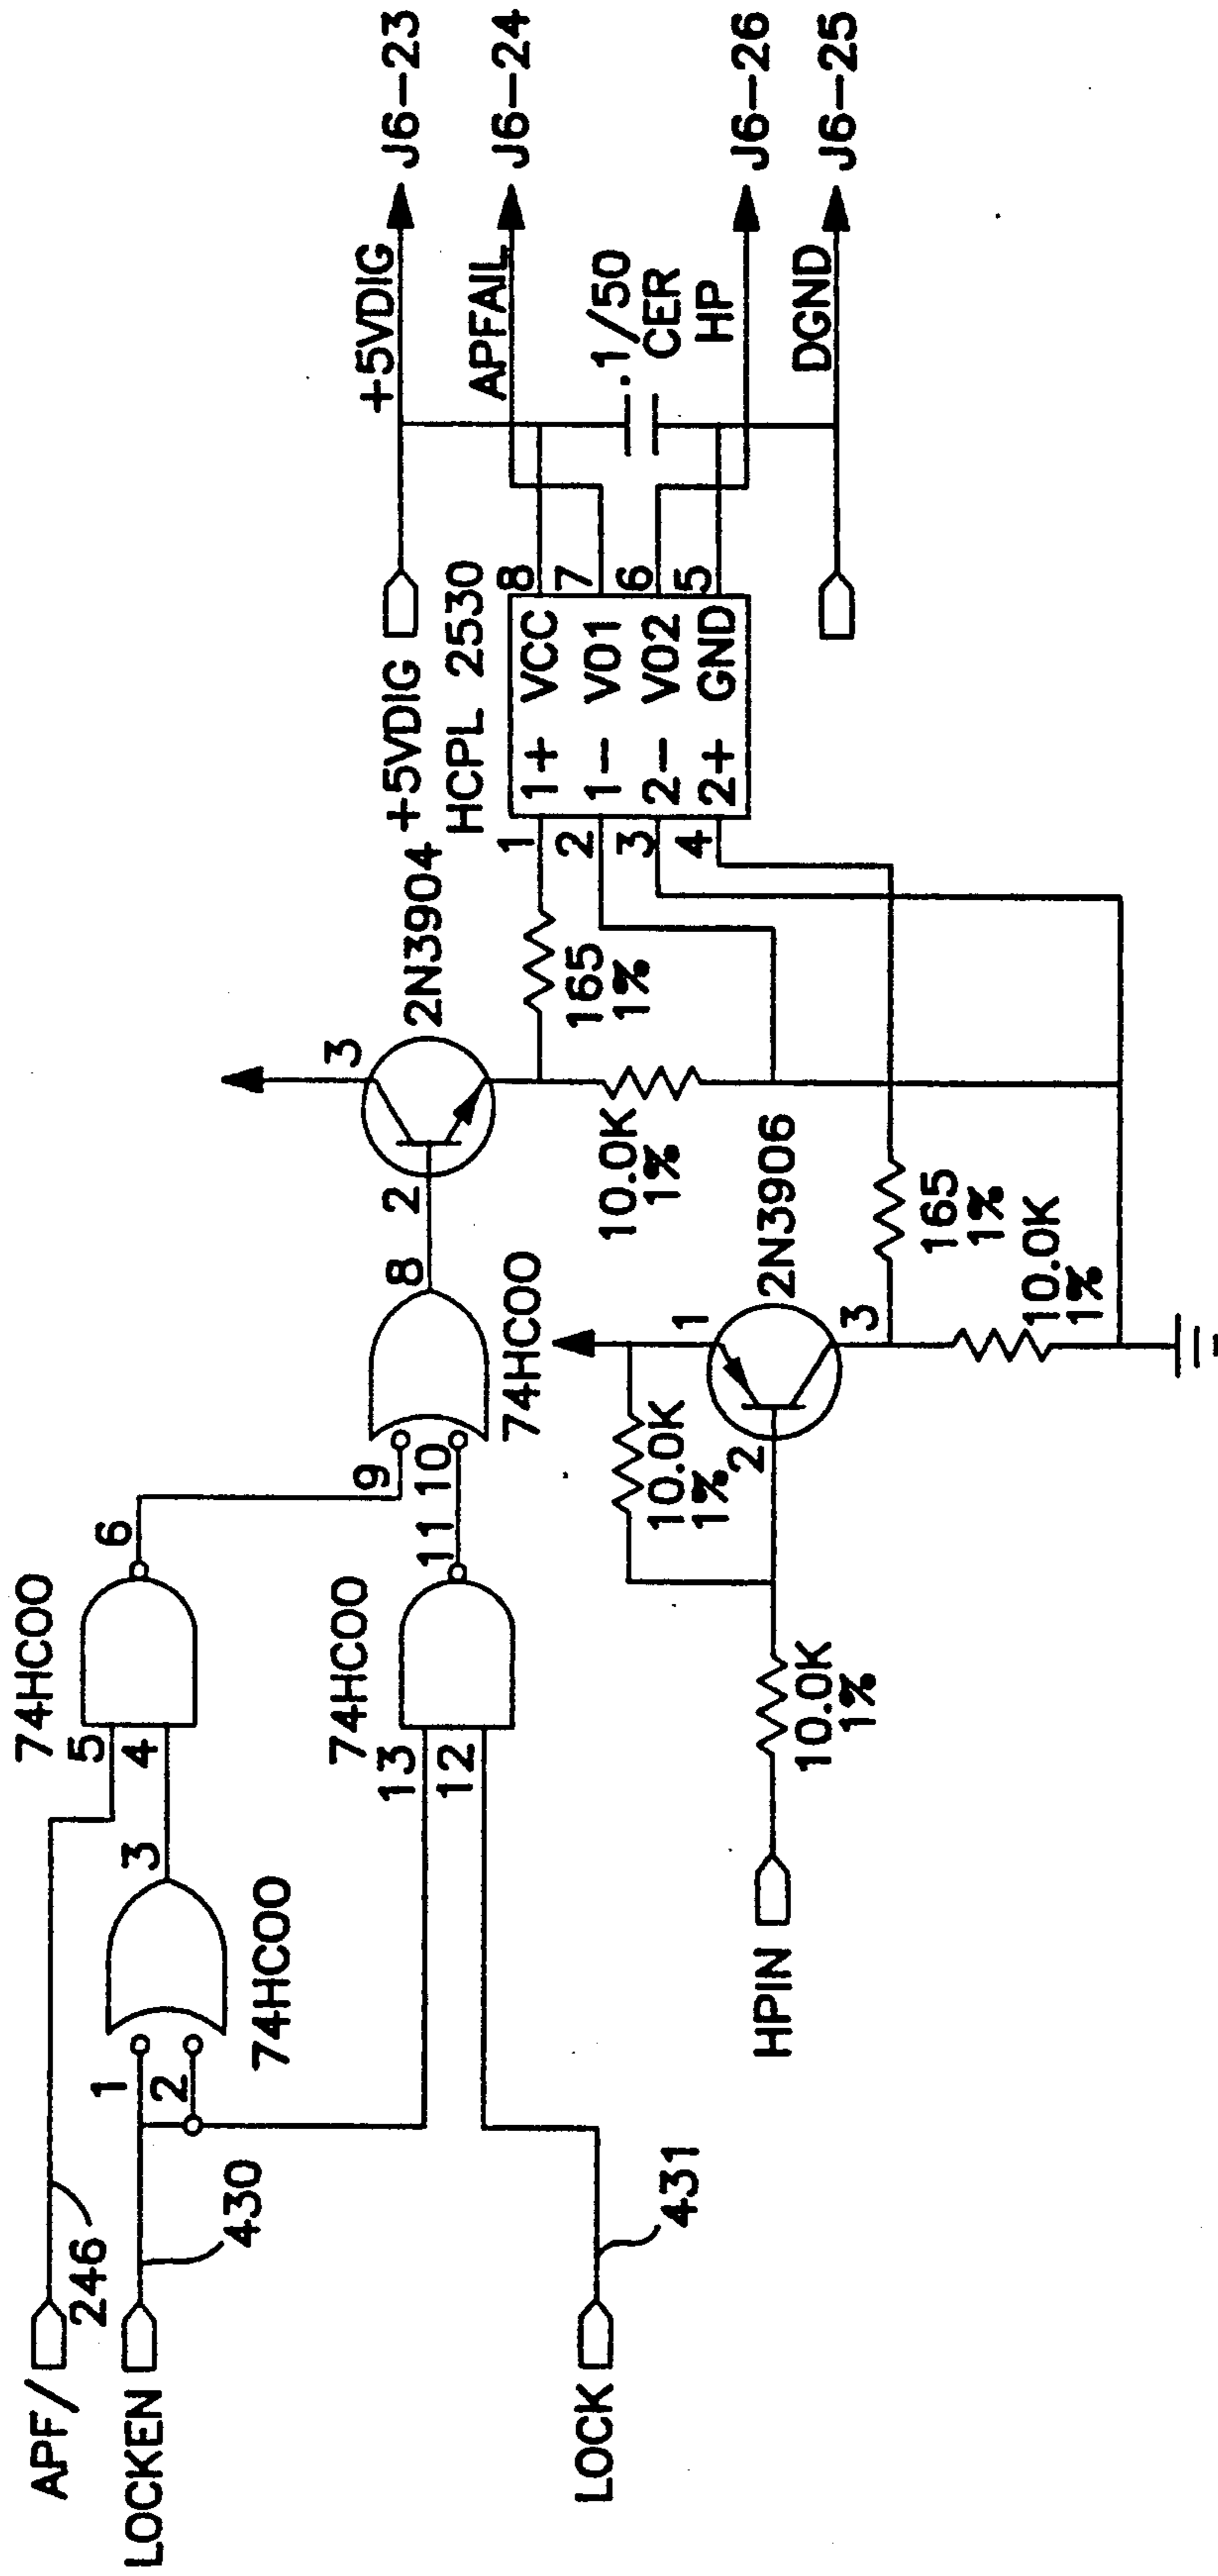 APF/
246
LOCKEN
430
1
2
3
74HC00
5
4
74HC00
6
13
12
74HC00
11
9
10
8
74HC00
LOCK
431
2
3
2N3904
10.0K
1%
165
1%
+5VDIG
+5VDIG
J6-23
APFAIL
J6-24
HCPL 2530
1
2
3
4
1+ VCC
1- VO1
2- VO2
2+ GND
8
7
6
5
.1/50
CER
HP
J6-26
DGND
J6-25
HPIN
10.0K
1%
10.0K
1%
2
1
3
2N3906
165
1%
10.0K
1%